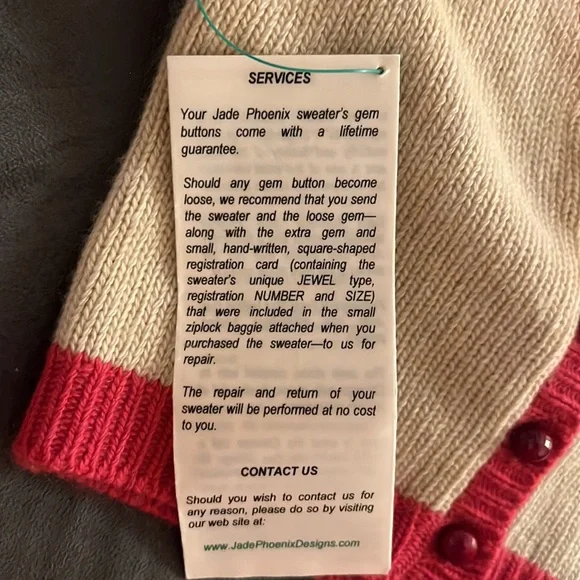 SERVICES
Your Jade Phoenix sweater's gem
buttons come with a lifetime
guarantee.
Should any gem button become
loose, we recommend that you send
the sweater and the loose gem—
along with the extra gem and
small, hand-written, square-shaped
registration card (containing the
sweater's unique JEWEL type,
registration NUMBER and SIZE)
that were included in the small
ziplock baggie attached when you
purchased the sweater—to us for
repair.
The repair and return of your
sweater will be performed at no cost
to you.
CONTACT US
Should you wish to contact us for
any reason, please do so by visiting
our web site at:
www.JadePhoenixDesigns.com